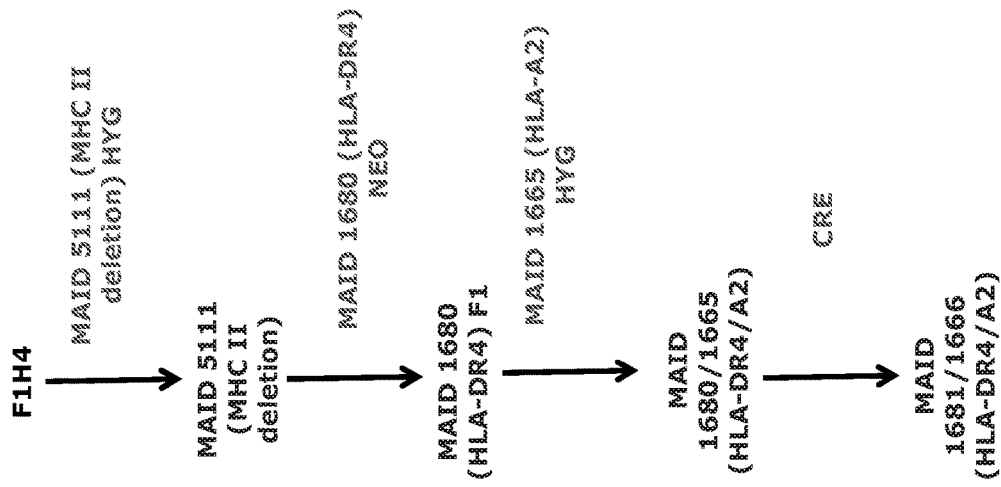 F1H4
MAID 5111 (MHC II
deletion) HYG
MAID 5111
(MHC II
deletion)
MAID 1680 (HLA-DR4)
NEO
MAID 1680
(HLA-DR4) F1
MAID 1665 (HLA-A2)
HYG
MAID
1680/1665
(HLA-DR4/A2)
CRE
MAID
1681/1666
(HLA-DR4/A2)